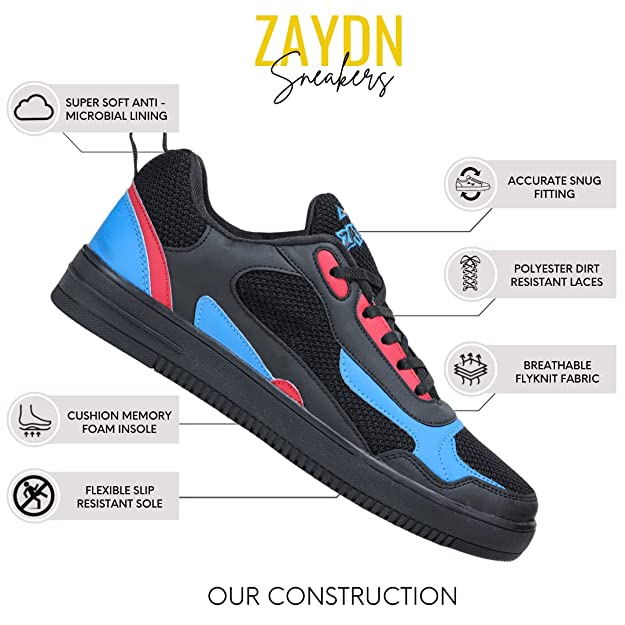 ZAYDN
Sneakers
SUPER SOFT ANTI -
MICROBIAL LINING
ACCURATE SNUG
FITTING
POLYESTER DIRT
RESISTANT LACES
BREATHABLE
FLYKNIT FABRIC
CUSHION MEMORY
FOAM INSOLE
FLEXIBLE SLIP
RESISTANT SOLE
OUR CONSTRUCTION